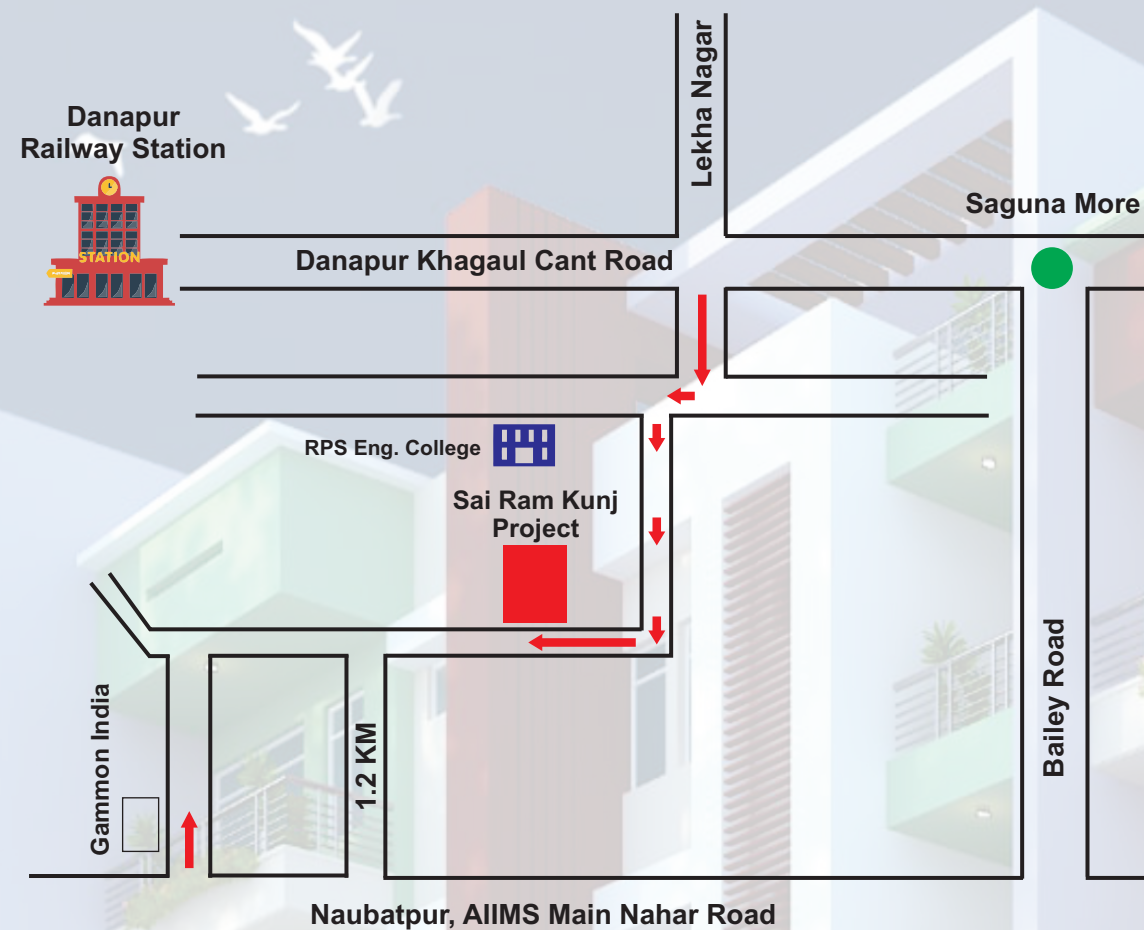 Danapur
Railway Station
STATION
Lekha Nagar
Saguna More
Danapur Khagaul Cant Road
RPS Eng. College
Sai Ram Kunj
Project
Gammon India
1.2 KM
Bailey Road
Naubatpur, AIIMS Main Nahar Road